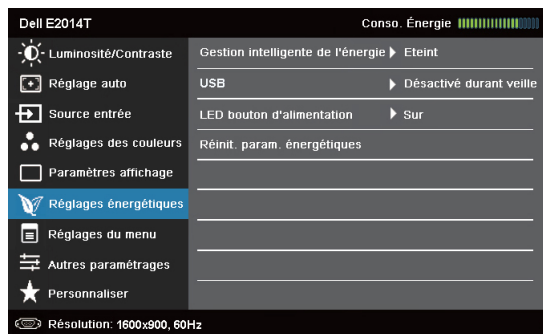 Dell E2014T
Conso. Énergie
Luminosité/Contraste
Gestion intelligente de l'énergie
Eteint
Réglage auto
USB
Désactivé durant veille
Source entrée
LED bouton d'alimentation
Sur
Réglages des couleurs
Réinit. param. énergétiques
Paramètres affichage
Réglages énergétiques
Réglages du menu
Autres paramétrages
Personnaliser
Résolution: 1600x900, 60Hz